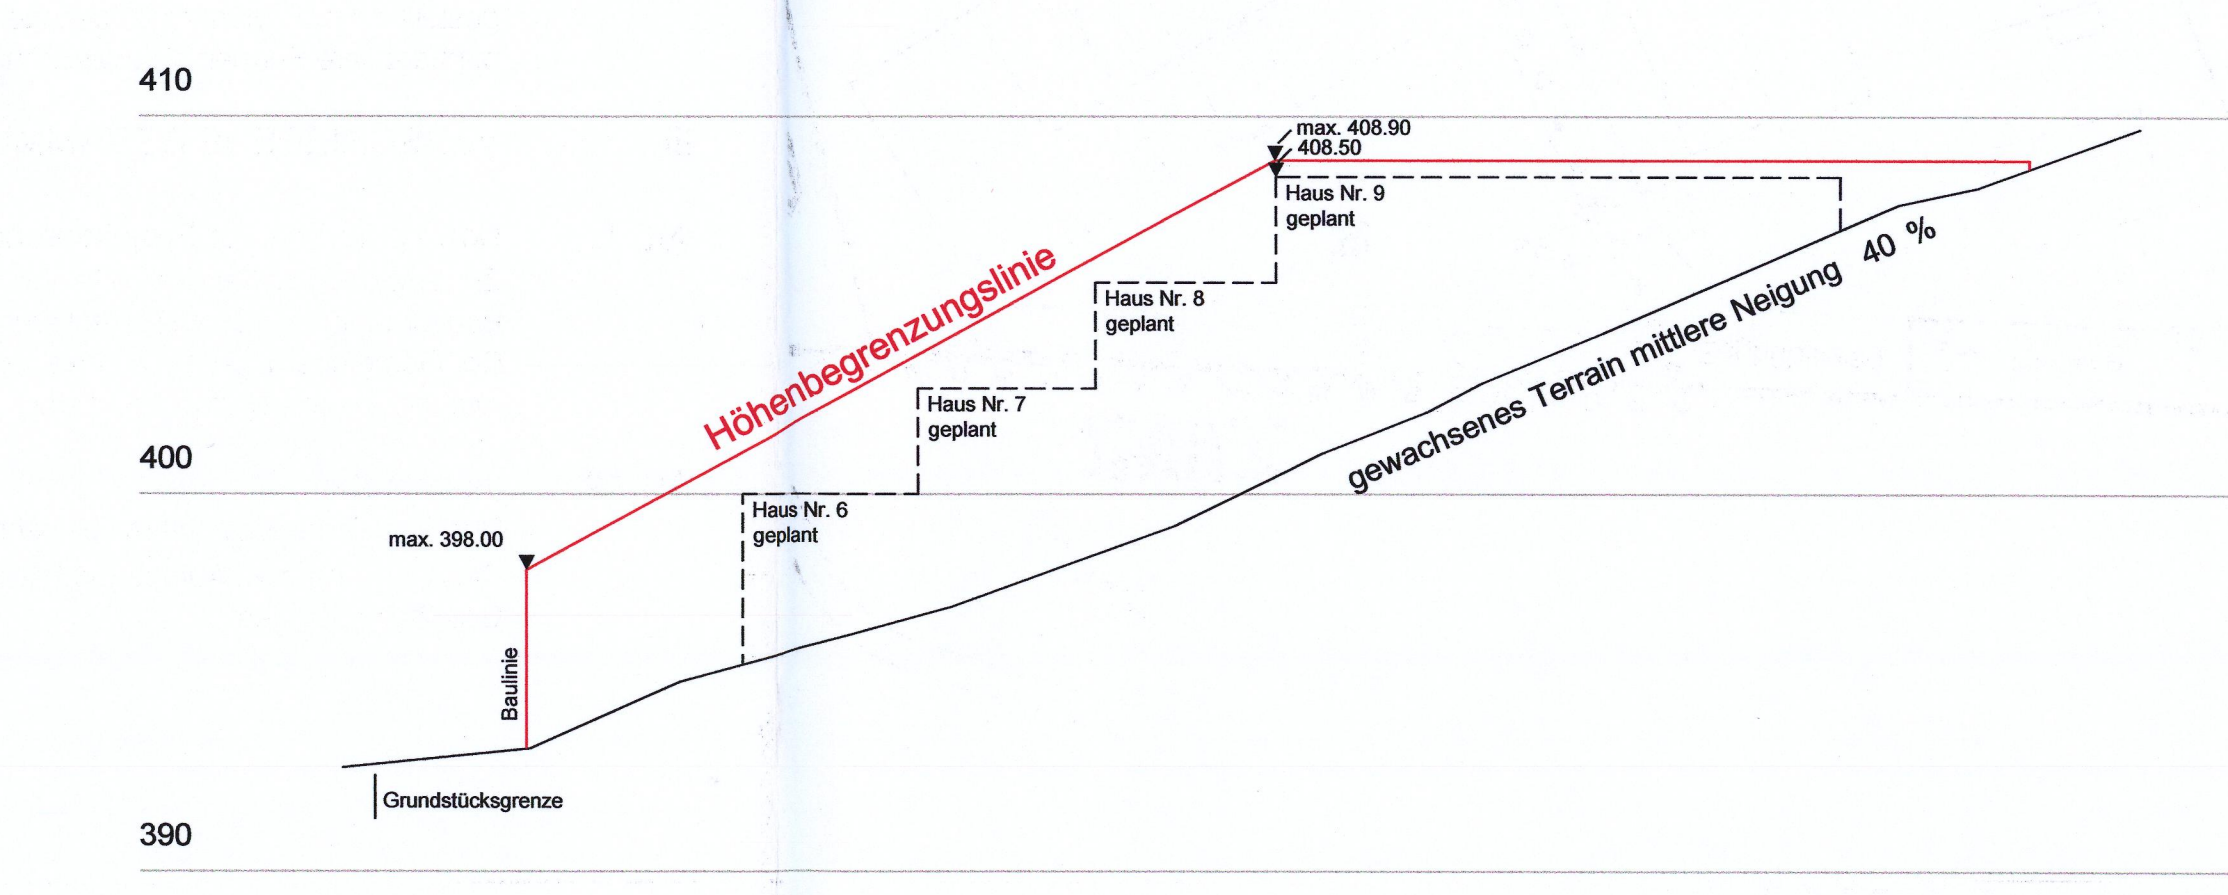 410
max. 408.90
408.50
Haus Nr. 9
geplant
40 %
Höhenbegrenzungslinie
Haus Nr. 8
geplant
gewachsenes Terrain mittlere Neigung
Haus Nr. 7
geplant
400
Haus Nr. 6
geplant
max. 398.00
Baulinie
Grundstücksgrenze
390